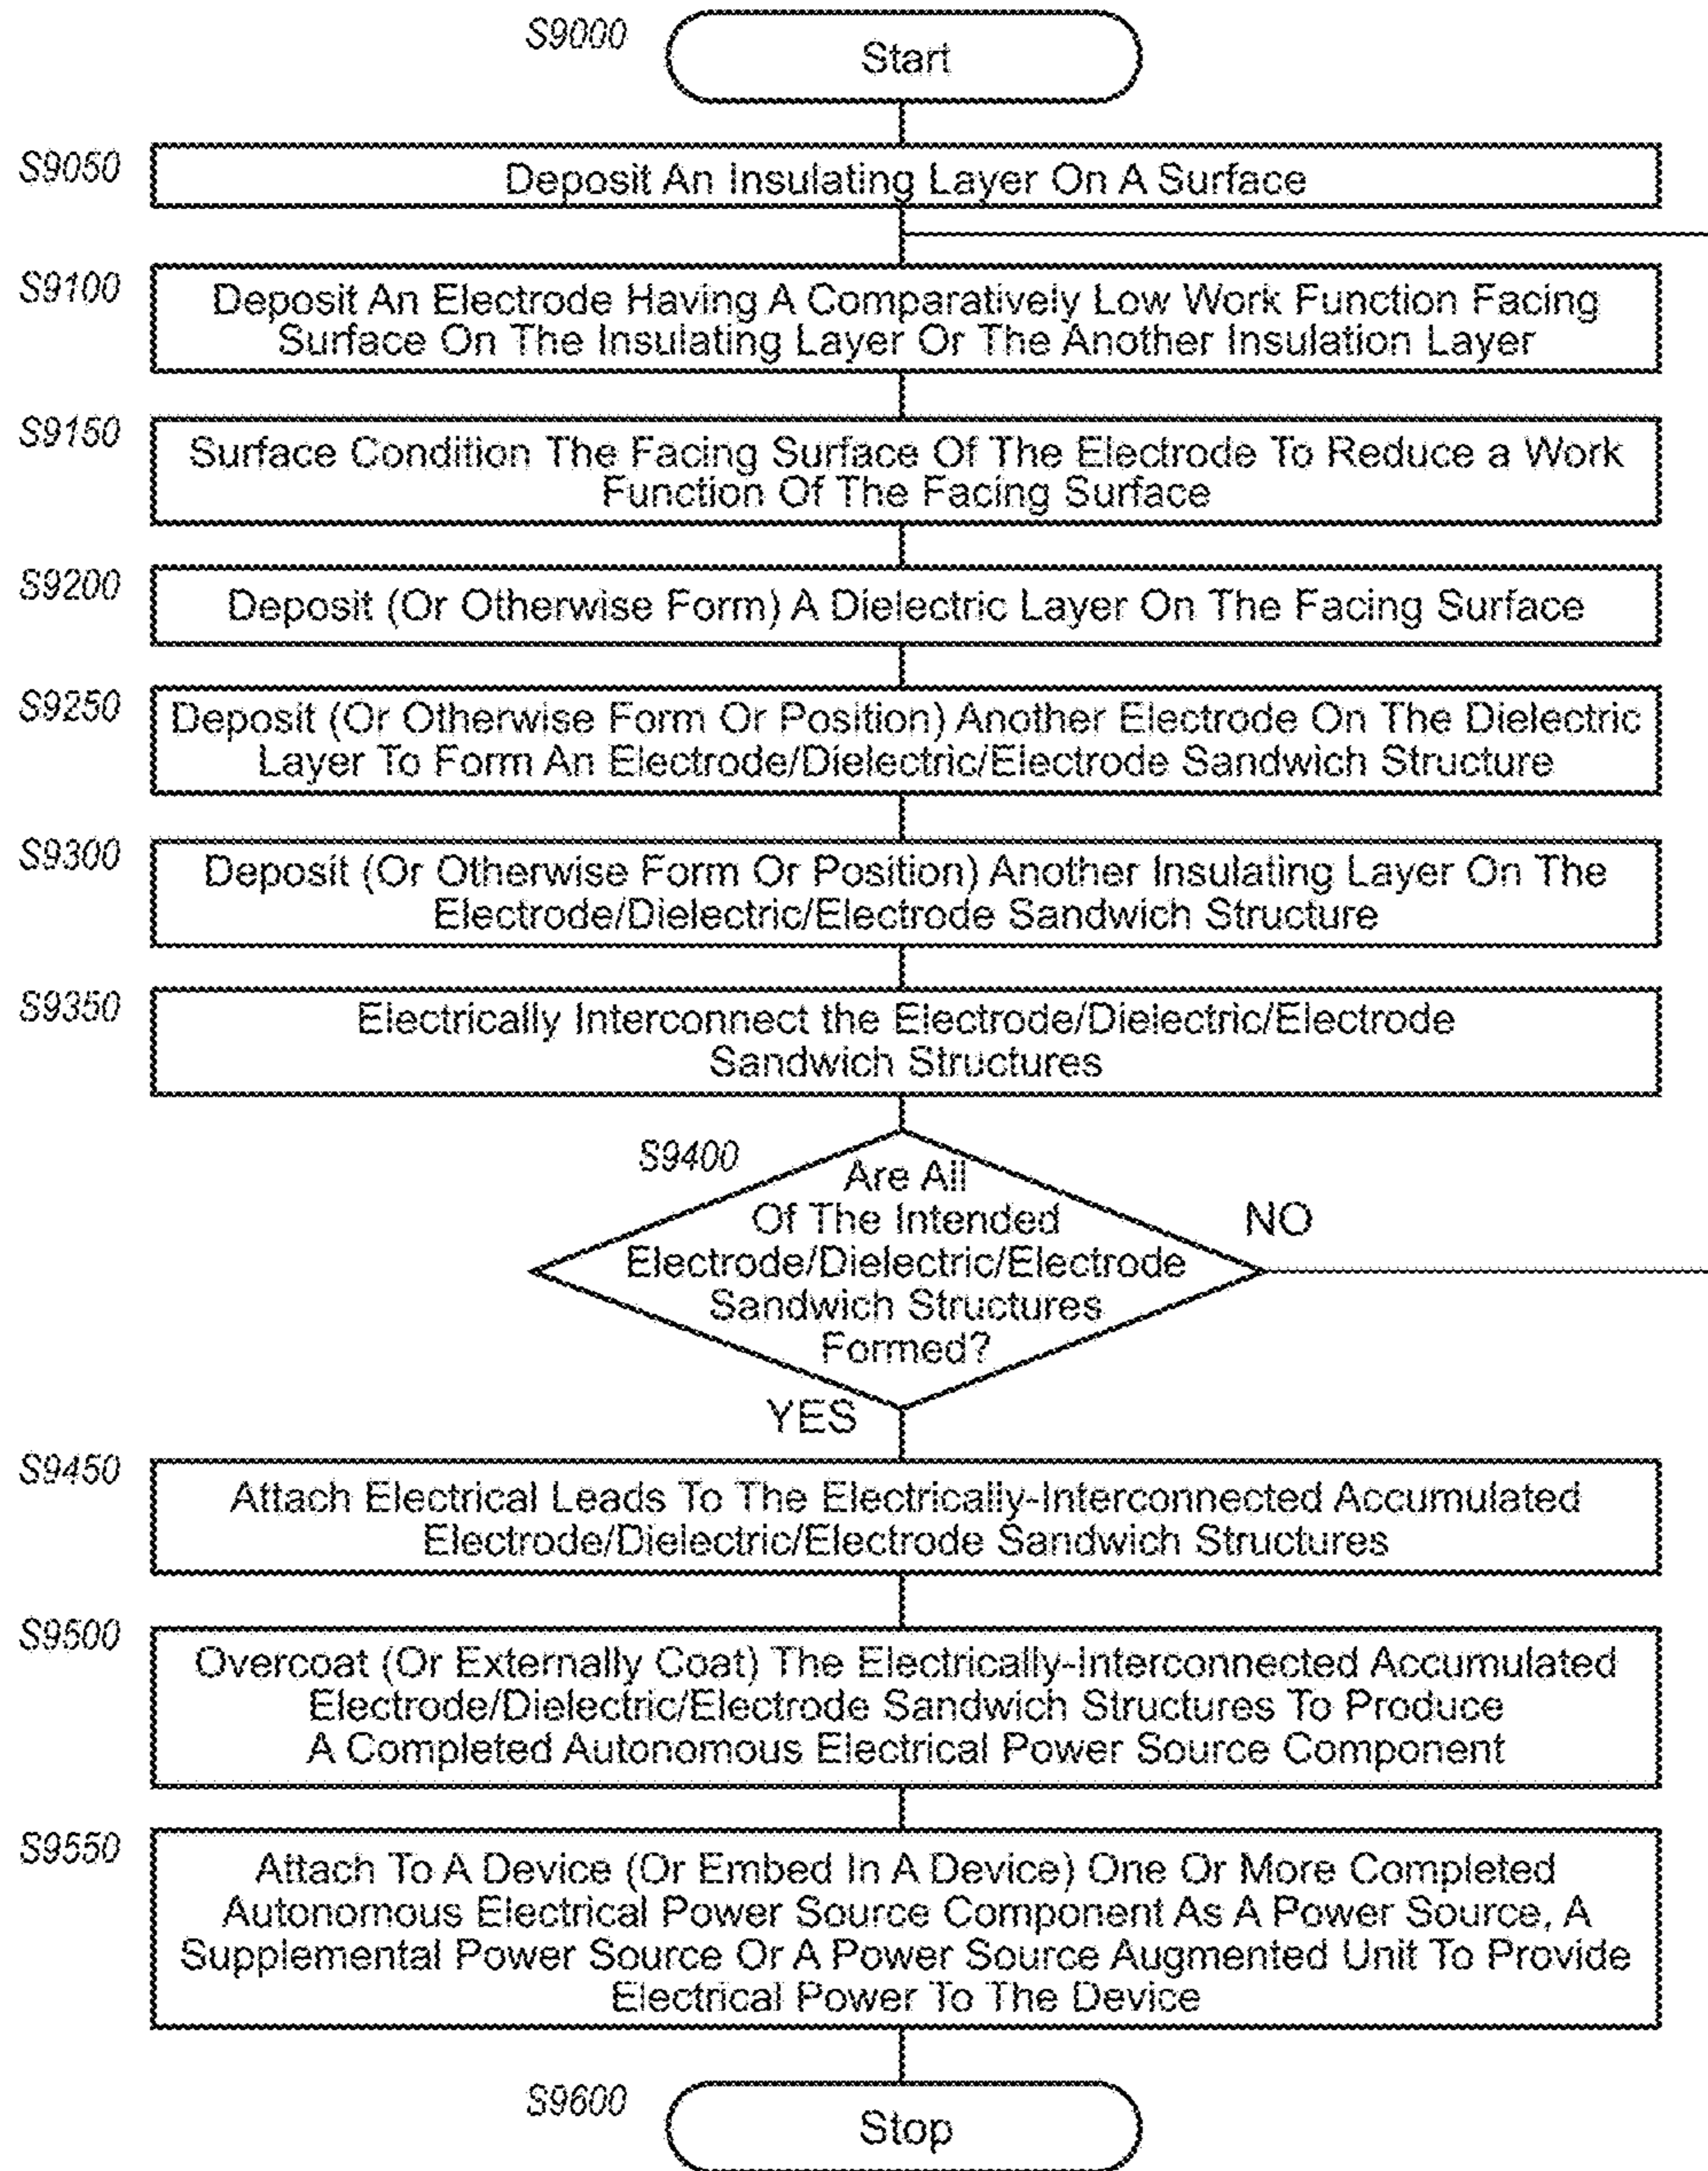 S9000
Start
S9050
Deposit An Insulating Layer On A Surface
S9100
Deposit An Electrode Having A Comparatively Low Work Function Facing
Surface On The Insulating Layer Or The Another Insulation Layer
S9150
Surface Condition The Facing Surface Of The Electrode To Reduce a Work
Function Of The Facing Surface
S9200
Deposit (Or Otherwise Form) A Dielectric Layer On The Facing Surface
S9250
Deposit (Or Otherwise Form Or Position) Another Electrode On The Dielectric
Layer To Form An Electrode/Dielectric/Electrode Sandwich Structure
S9300
Deposit (Or Otherwise Form Or Position) Another Insulating Layer On The
Electrode/Dielectric/Electrode Sandwich Structure
S9350
Electrically Interconnect the Electrode/Dielectric/Electrode
Sandwich Structures
S9400
Are All
Of The Intended
Electrode/Dielectric/Electrode
Sandwich Structures
Formed?
NO
YES
S9450
Attach Electrical Leads To The Electrically-Interconnected Accumulated
Electrode/Dielectric/Electrode Sandwich Structures
S9500
Overcoat (Or Externally Coat) The Electrically-Interconnected Accumulated
Electrode/Dielectric/Electrode Sandwich Structures To Produce
A Completed Autonomous Electrical Power Source Component
S9550
Attach To A Device (Or Embed In A Device) One Or More Completed
Autonomous Electrical Power Source Component As A Power Source, A
Supplemental Power Source Or A Power Source Augmented Unit To Provide
Electrical Power To The Device
S9600
Stop